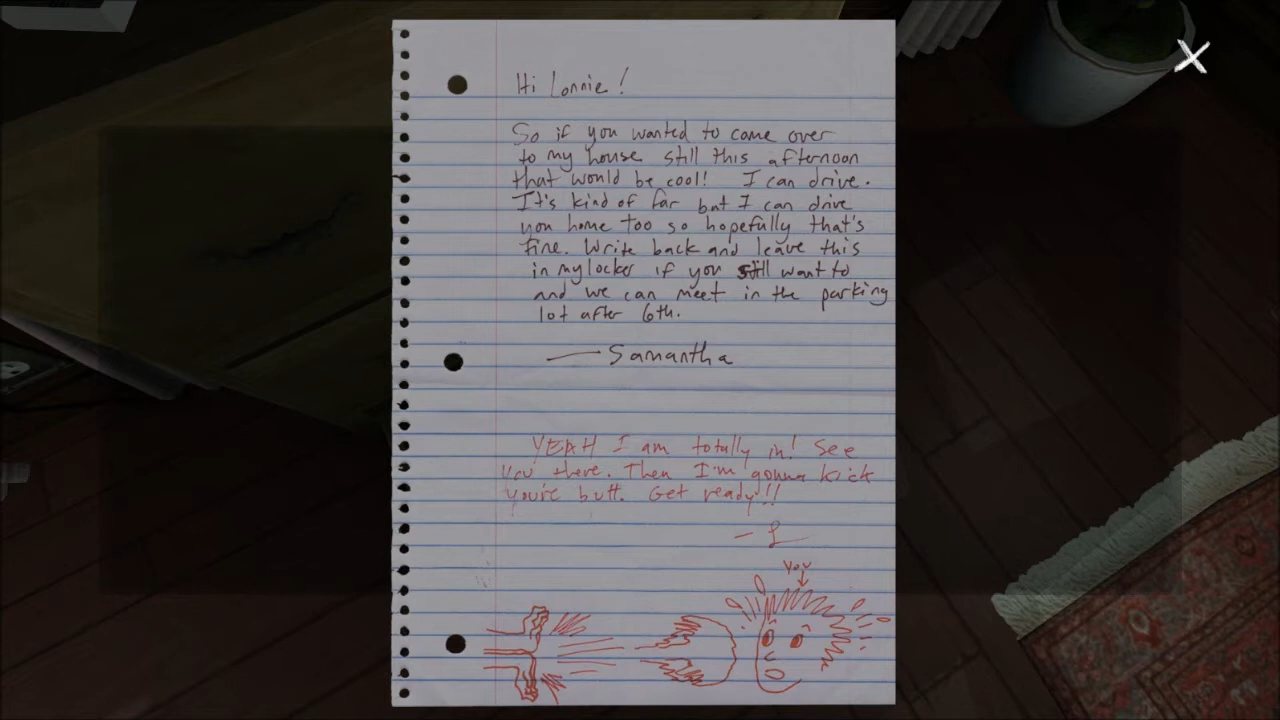 Hi Lonnie!
So if you wanted to come over
to my house still this afternoon
that would be cool! I can drive.
It's kind of far but I can drive
you home too so hopefully that's
fine. Write back and leave this
in my locker if you still want to
and we can meet in the parking
lot after 6th.
— Samantha
YEAH I am totally in! See
you there. Then I'm gonna kick
you're butt. Get ready!!
- L
you